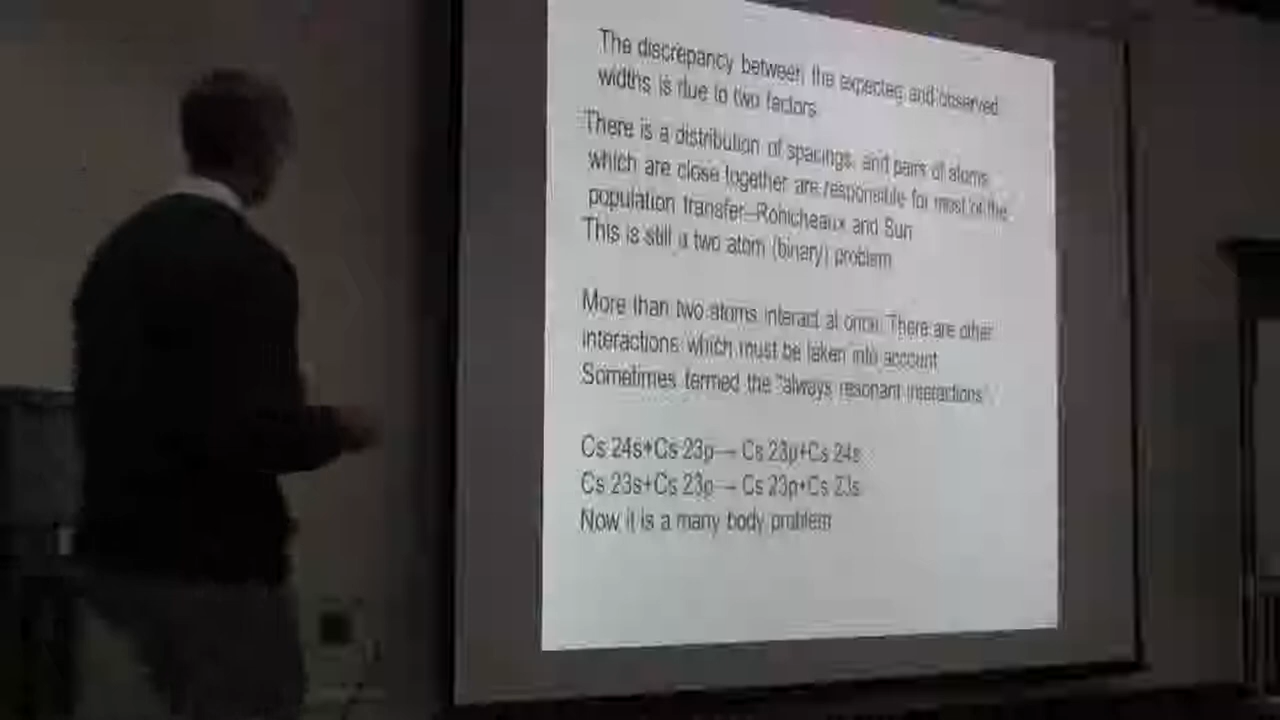 The discrepancy between the expected and observed
widths is due to two factors.
There is a distribution of spacings, and pairs of atoms
which are close together are responsible for most of the
population transfer–Robicheaux and Sun
This is still a two atom (binary) problem
More than two atoms interact at once. There are other
interactions which must be taken into account
Sometimes termed the "always resonant interactions".
Cs 24s+Cs 23p → Cs 23p+Cs 24s
Cs 23s+Cs 23p → Cs 23p+Cs 23s
Now it is a many body problem